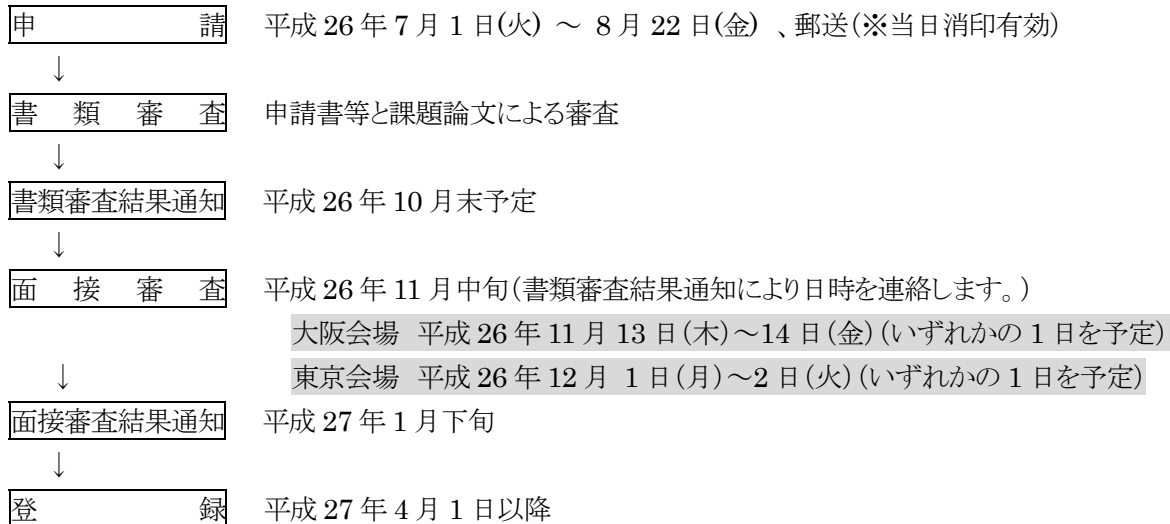 申請 平成 26 年 7 月 1 日(火) ～ 8 月 22 日(金) 、郵送(※当日消印有効)
↓
書類審査 申請書等と課題論文による審査
↓
書類審査結果通知 平成 26 年 10 月末予定
↓
面接審査 平成 26 年 11 月中旬(書類審査結果通知により日時を連絡します。)
大阪会場 平成 26 年 11 月 13 日(木)～14 日(金)(いずれかの 1 日を予定)
↓ 東京会場 平成 26 年 12 月 1 日(月)～2 日(火)(いずれかの 1 日を予定)
面接審査結果通知 平成 27 年 1 月下旬
↓
登録 平成 27 年 4 月 1 日以降